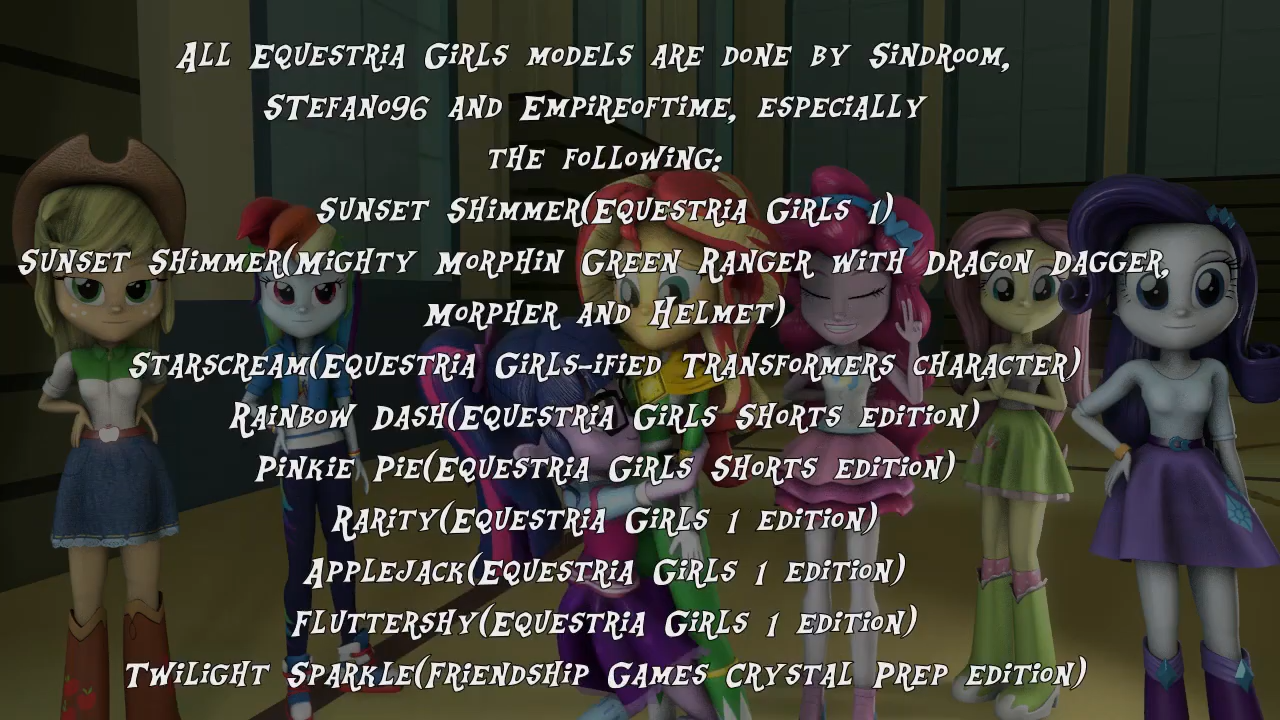 All Equestria Girls models are done by Sindroom,
Stefano96 and Empireoftime, especially
the following:
Sunset Shimmer(Equestria Girls 1)
Sunset Shimmer(Mighty Morphin Green Ranger with Dragon Dagger,
Morpher and Helmet)
Starscream(Equestria Girls-ified Transformers character)
Rainbow Dash(Equestria Girls Shorts edition)
Pinkie Pie(Equestria Girls Shorts edition)
Rarity(Equestria Girls 1 edition)
Applejack(Equestria Girls 1 edition)
Fluttershy(Equestria Girls 1 edition)
Twilight Sparkle(Friendship Games Crystal Prep edition)